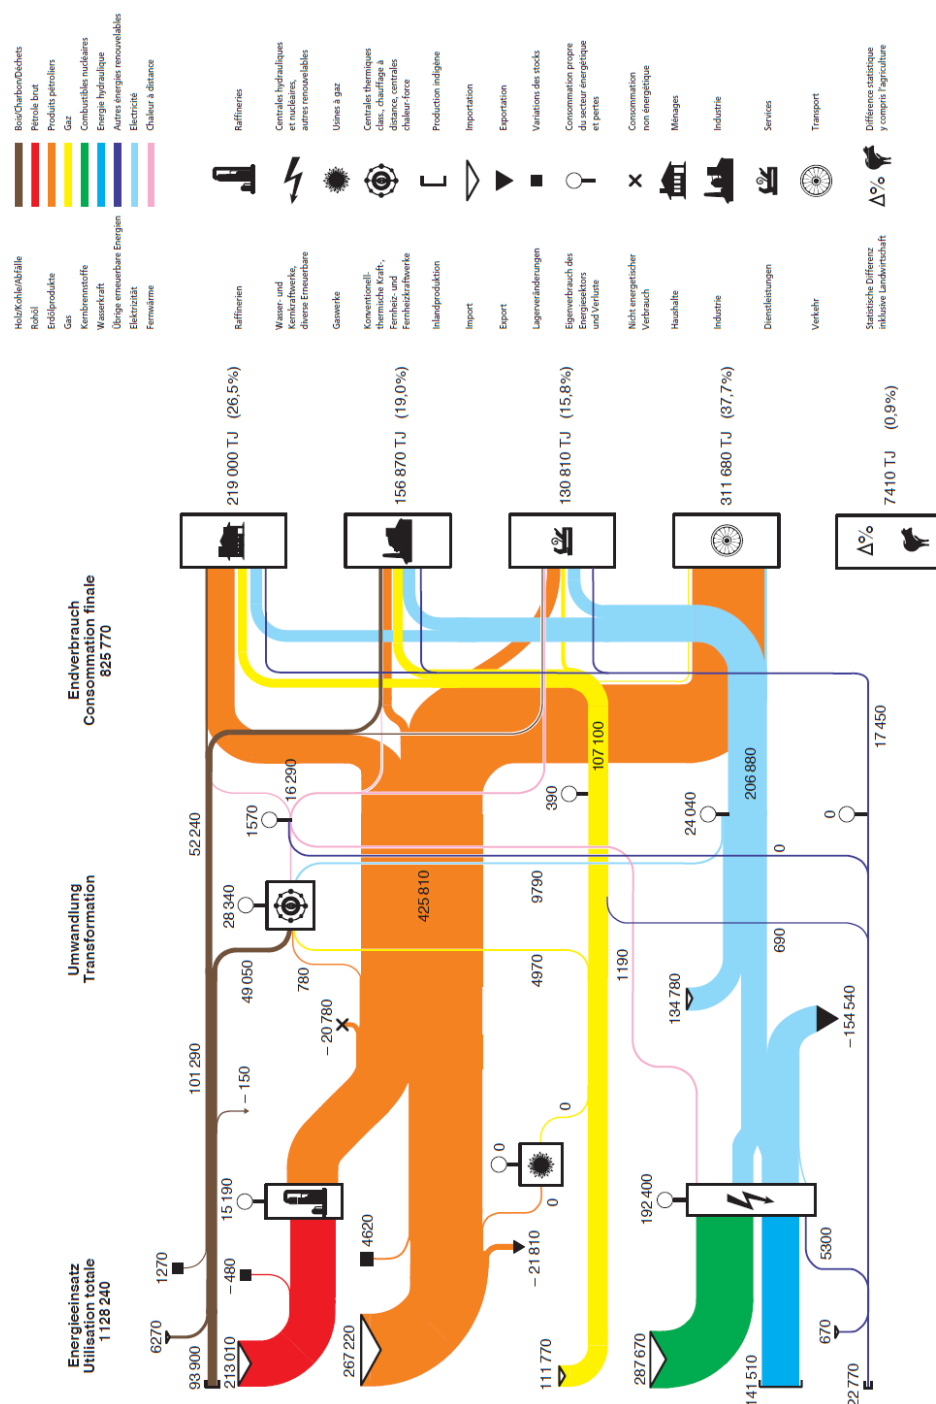 Bois/Charbon/Déchets
Pétrole brut
Produits pétroliers
Gaz
Combustibles nucléaires
Energie hydraulique
Autres énergies renouvelables
Electricité
Chaleur à distance
Holz/Kohle/Abfälle
Rohöl
Erdölprodukte
Gas
Kernbrennstoffe
Wasserkraft
Übrige erneuerbare Energien
Elektrizität
Fernwärme
Raffineries
Centrales hydrauliques
et nucléaires,
autres renouvelables
Usines à gaz
Centrales thermiques
class., chauffage à
distance, centrales
chaleur-force
Production indigène
Importation
Exportation
Variations des stocks
Consommation propre
du secteur énergétique
et pertes
Consommation
non énergétique
Ménages
Industrie
Services
Transport
Différence statistique
y compris l'agriculture
Δ%
Raffinerien
Wasser- und
Kernkraftwerke,
diverse Erneuerbare
Gaswerke
Konventionell-
thermische Kraft-,
Fernheiz- und
Fernheizkraftwerke
Inlandproduktion
Import
Export
Lagerveränderungen
Eigenverbrauch des
Energiesektors
und Verluste
Nicht energetischer
Verbrauch
Haushalte
Industrie
Dienstleistungen
Verkehr
Statistische Differenz
inklusive Landwirtschaft
Energieeinsatz
Utilisation totale
1 128 240
Umwandlung
Transformation
Endverbrauch
Consommation finale
825 770
219 000 TJ (26,5%)
156 870 TJ (19,0%)
130 810 TJ (15,8%)
311 680 TJ (37,7%)
7410 TJ (0,9%)
Δ%
6270
1270
93 900
101 290
– 150
49 050
52 240
213 010
– 480
15 190
28 340
780
1570
16 290
267 220
4620
– 20 780
425 810
– 21 810
0
0
0
111 770
4970
9790
390
107 100
1190
287 670
192 400
134 780
24 040
206 880
141 510
5300
– 154 540
690
0
0
670
22 770
17 450